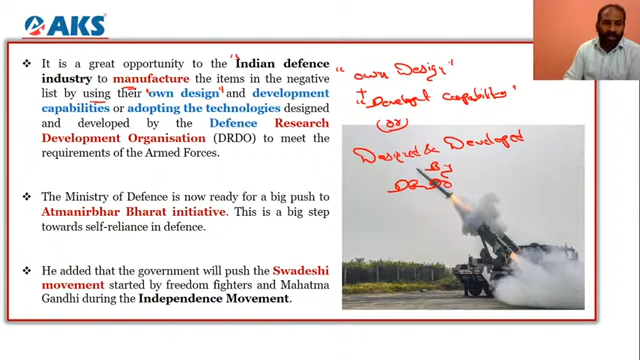 AKS
It is a great opportunity to the Indian defence
industry to manufacture the items in the negative
list by using their 'own design' and development
capabilities or adopting the technologies designed
and developed by the Defence Research
Development Organisation (DRDO) to meet the
requirements of the Armed Forces.
The Ministry of Defence is now ready for a big push to
Atmanirbhar Bharat initiative. This is a big step
towards self-reliance in defence.
He added that the government will push the Swadeshi
movement started by freedom fighters and Mahatma
Gandhi during the Independence Movement.
"own Design"
+
(or)
Designed & Developed
By
DRDO